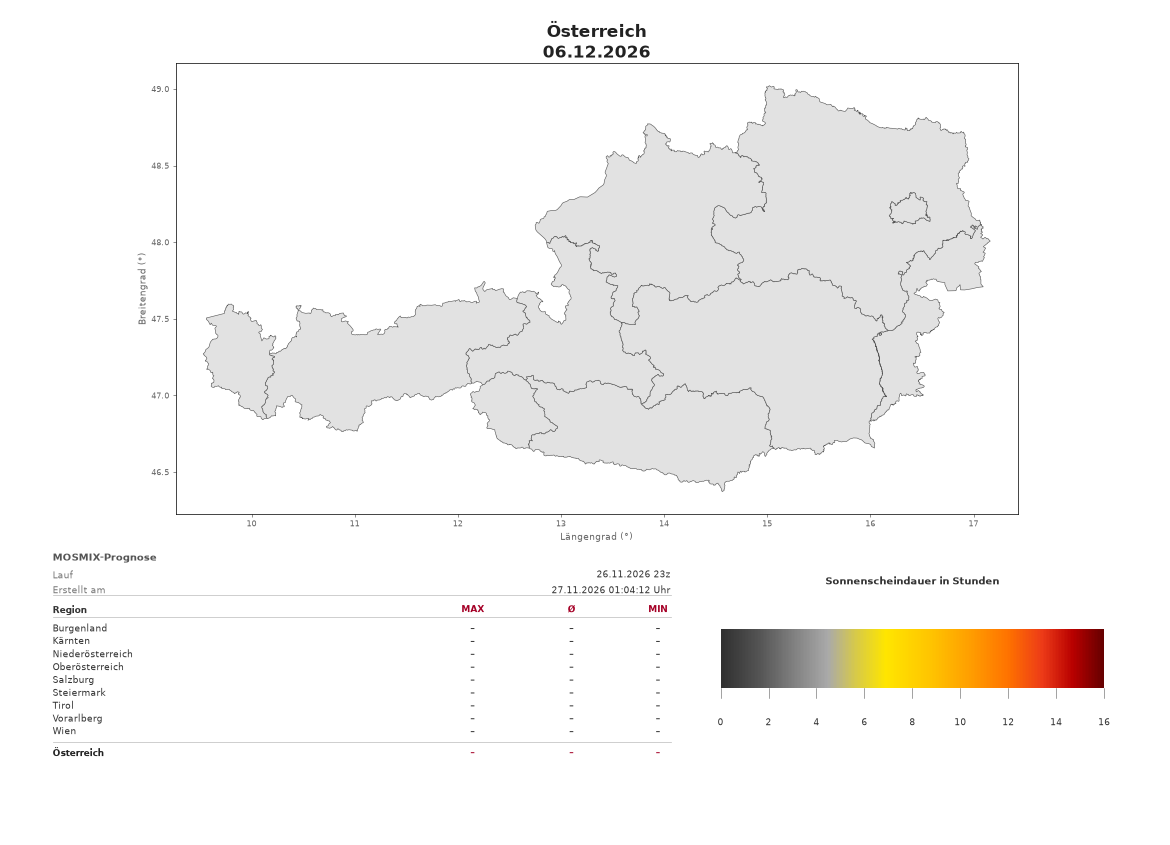 Österreich
06.12.2026
49.0
48.5
48.0
47.5
47.0
46.5
Breitengrad (°)
10 11 12 13 14 15 16 17
Längengrad (°)
MOSMIX-Prognose
Lauf 26.11.2026 23z
Erstellt am 27.11.2026 01:04:12 Uhr
Region MAX Ø MIN
Burgenland – – –
Kärnten – – –
Niederösterreich – – –
Oberösterreich – – –
Salzburg – – –
Steiermark – – –
Tirol – – –
Vorarlberg – – –
Wien – – –
Österreich – – –
Sonnenscheindauer in Stunden
0 2 4 6 8 10 12 14 16